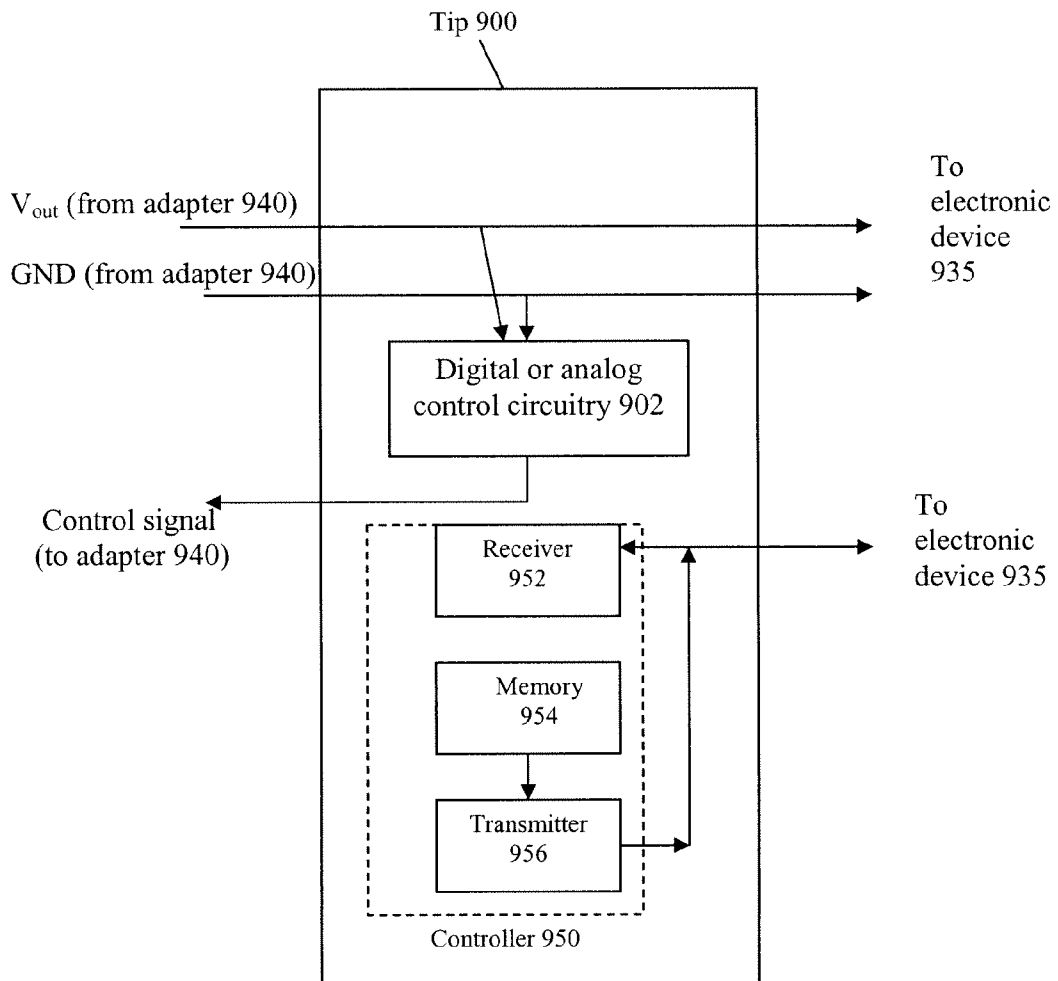 Tip 900
Vout (from adapter 940)
GND (from adapter 940)
To
electronic
device
935
Digital or analog
control circuitry 902
Control signal
(to adapter 940)
To
electronic
device 935
Receiver
952
Memory
954
Transmitter
956
Controller 950